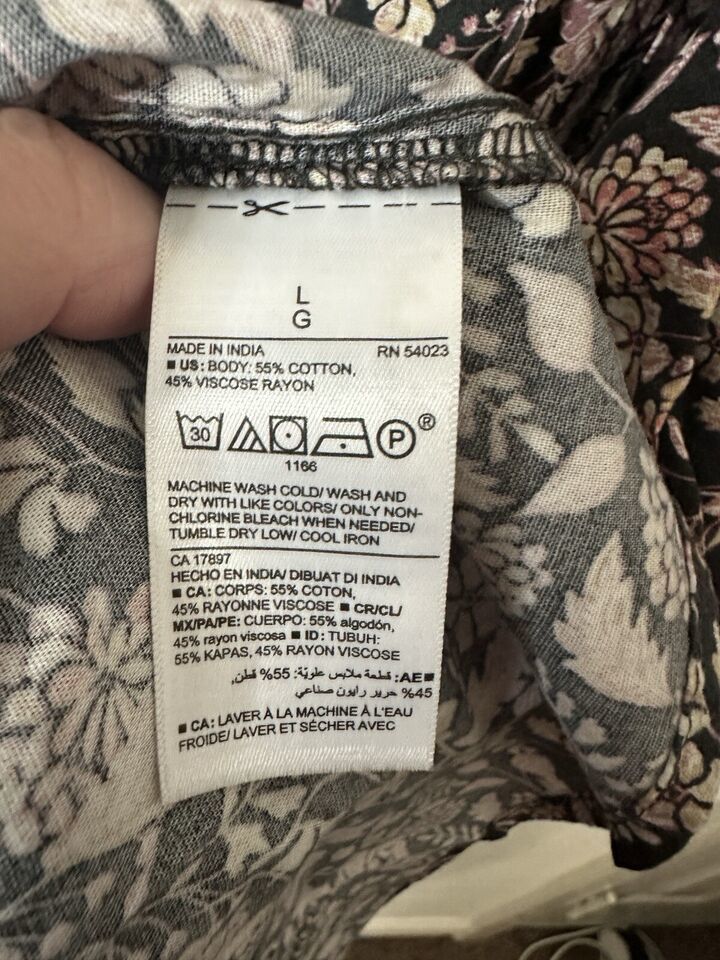 L
G
MADE IN INDIA RN 54023
■ US: BODY: 55% COTTON,
45% VISCOSE RAYON
30 P ®
1166
MACHINE WASH COLD/ WASH AND
DRY WITH LIKE COLORS/ ONLY NON-
CHLORINE BLEACH WHEN NEEDED/
TUMBLE DRY LOW/ COOL IRON
CA 17897
HECHO EN INDIA/ DIBUAT DI INDIA
■ CA: CORPS: 55% COTON,
45% RAYONNE VISCOSE ■ CR/CL/
MX/PA/PE: CUERPO: 55% algodón,
45% rayon viscosa ■ ID: TUBUH:
55% KAPAS, 45% RAYON VISCOSE
■AE: قطعة ملابس علويّة: 55% قطن,
45% حرير رايون صناعي
■ CA: LAVER À LA MACHINE À L'EAU
FROIDE/ LAVER ET SÉCHER AVEC